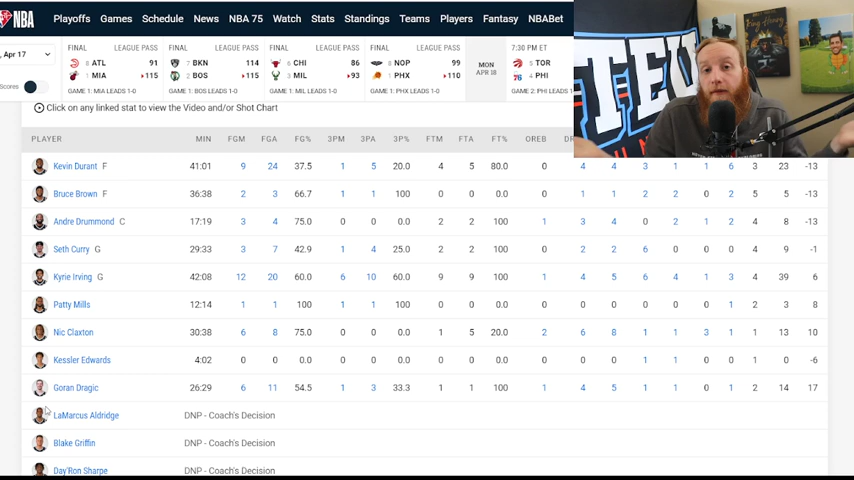 NBA Playoffs Games Schedule News NBA 75 Watch Stats Standings Teams Players Fantasy NBABet
, Apr 17
Scores
FINAL LEAGUE PASS
8 ATL 91
1 MIA 115
GAME 1: MIA LEADS 1-0
FINAL LEAGUE PASS
7 BKN 114
2 BOS 115
GAME 1: BOS LEADS 1-0
FINAL LEAGUE PASS
6 CHI 86
3 MIL 93
GAME 1: MIL LEADS 1-0
FINAL LEAGUE PASS
8 NOP 99
1 PHX 110
GAME 1: PHX LEADS 1-0
MON
APR 18
7:30 PM ET
5 TOR
4 PHI
GAME 2: PHI LEADS
Click on any linked stat to view the Video and/or Shot Chart
PLAYER MIN FGM FGA FG% 3PM 3PA 3P% FTM FTA FT% OREB DR
Kevin Durant F 41:01 9 24 37.5 1 5 20.0 4 5 80.0 0 4 4 3 1 1 6 3 23 -13
Bruce Brown F 36:38 2 3 66.7 1 1 100 0 0 0.0 0 1 1 2 2 0 2 5 5 -13
Andre Drummond C 17:19 3 4 75.0 0 0 0.0 2 2 100 1 3 4 0 2 1 2 4 8 -13
Seth Curry G 29:33 3 7 42.9 1 4 25.0 2 2 100 0 2 2 6 0 0 0 4 9 -1
Kyrie Irving G 42:08 12 20 60.0 6 10 60.0 9 9 100 1 4 5 6 4 1 3 4 39 6
Patty Mills 12:14 1 1 100 1 1 100 0 0 0.0 0 0 0 0 0 0 1 2 3 8
Nic Claxton 30:38 6 8 75.0 0 0 0.0 1 5 20.0 2 6 8 1 1 3 1 1 13 10
Kessler Edwards 4:02 0 0 0.0 0 0 0.0 0 0 0.0 0 0 0 1 1 0 0 1 0 -6
Goran Dragic 26:29 6 11 54.5 1 3 33.3 1 1 100 1 4 5 1 1 0 1 2 14 17
LaMarcus Aldridge DNP - Coach's Decision
Blake Griffin DNP - Coach's Decision
Day'Ron Sharpe DNP - Coach's Decision